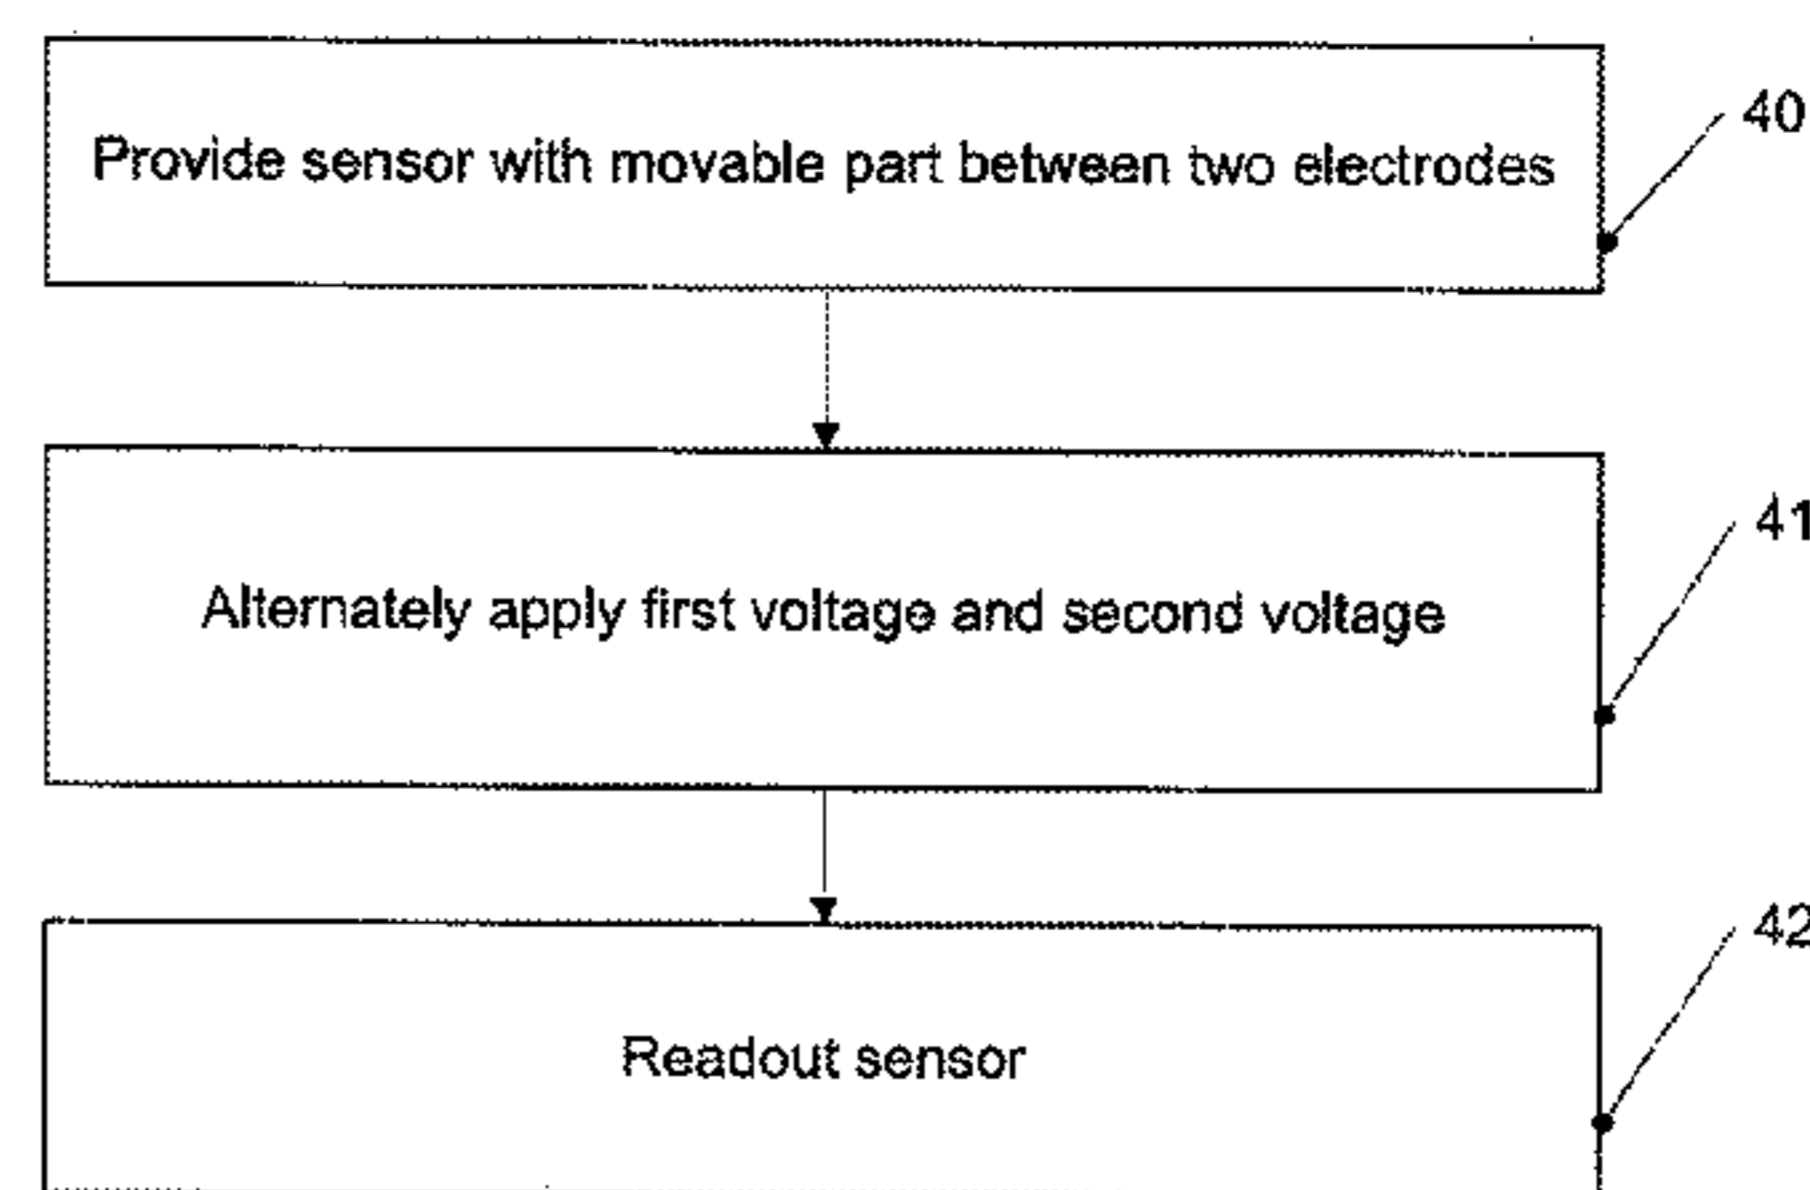 Provide sensor with movable part between two electrodes
40
Alternately apply first voltage and second voltage
41
Readout sensor
42